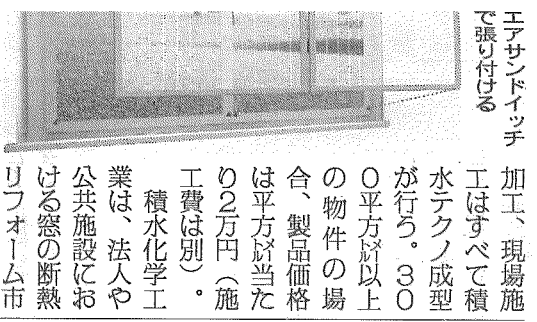 エアサンドイッチ
で張り付ける
加工、現場施
工はすべて積
水テクノ成型
が行う。３０
０平方㍍以上
の物件の場
合、製品価格
は平方㍍当た
り２万円（施
工費は別）。
積水化学工
業は、法人や
公共施設にお
ける窓の断熱
リフォーム市